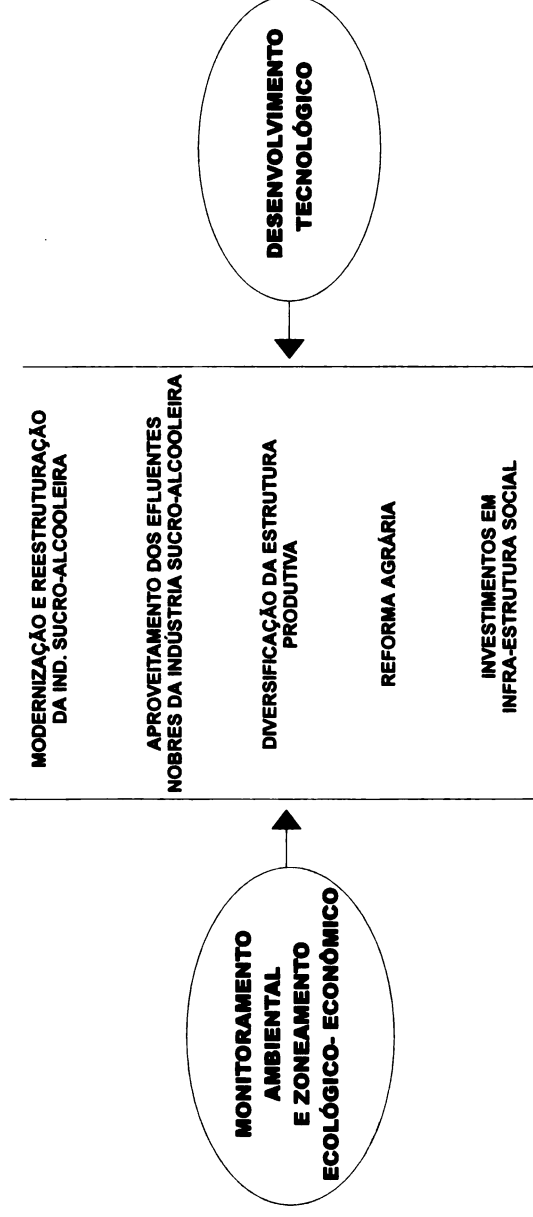 MONITORAMENTO
AMBIENTAL
E ZONEAMENTO
ECOLÓGICO- ECONÔMICO
MODERNIZAÇÃO E REESTRUTURAÇÃO
DA IND. SUCRO-ALCOOLEIRA
APROVEITAMENTO DOS EFLUENTES
NOBRES DA INDÚSTRIA SUCRO-ALCOOLEIRA
DIVERSIFICAÇÃO DA ESTRUTURA
PRODUTIVA
REFORMA AGRÁRIA
INVESTIMENTOS EM
INFRA-ESTRUTURA SOCIAL
DESENVOLVIMENTO
TECNOLÓGICO